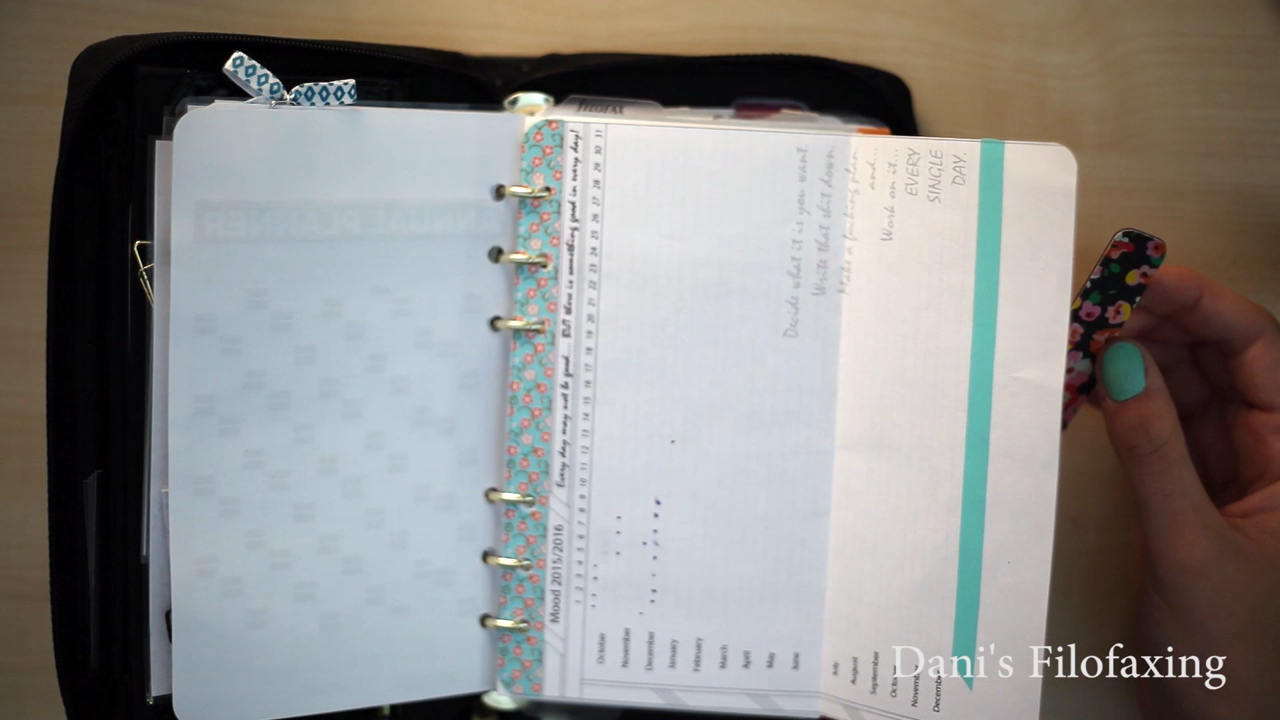 filofax
ANNUAL PLANNER
Mood 2015/2016 Every day may not be good... BUT there is something good in every day!
1 2 3 4 5 6 7 8 9 10 11 12 13 14 15 16 17 18 19 20 21 22 23 24 25 26 27 28 29 30 31
October
November
December
January
February
March
April
May
June
July
August
September
October
November
December
Decide what it is you want.
Write that shit down.
Make a fucking plan
and...
Work on it...
EVERY
SINGLE
DAY.
Dani's Filofaxing